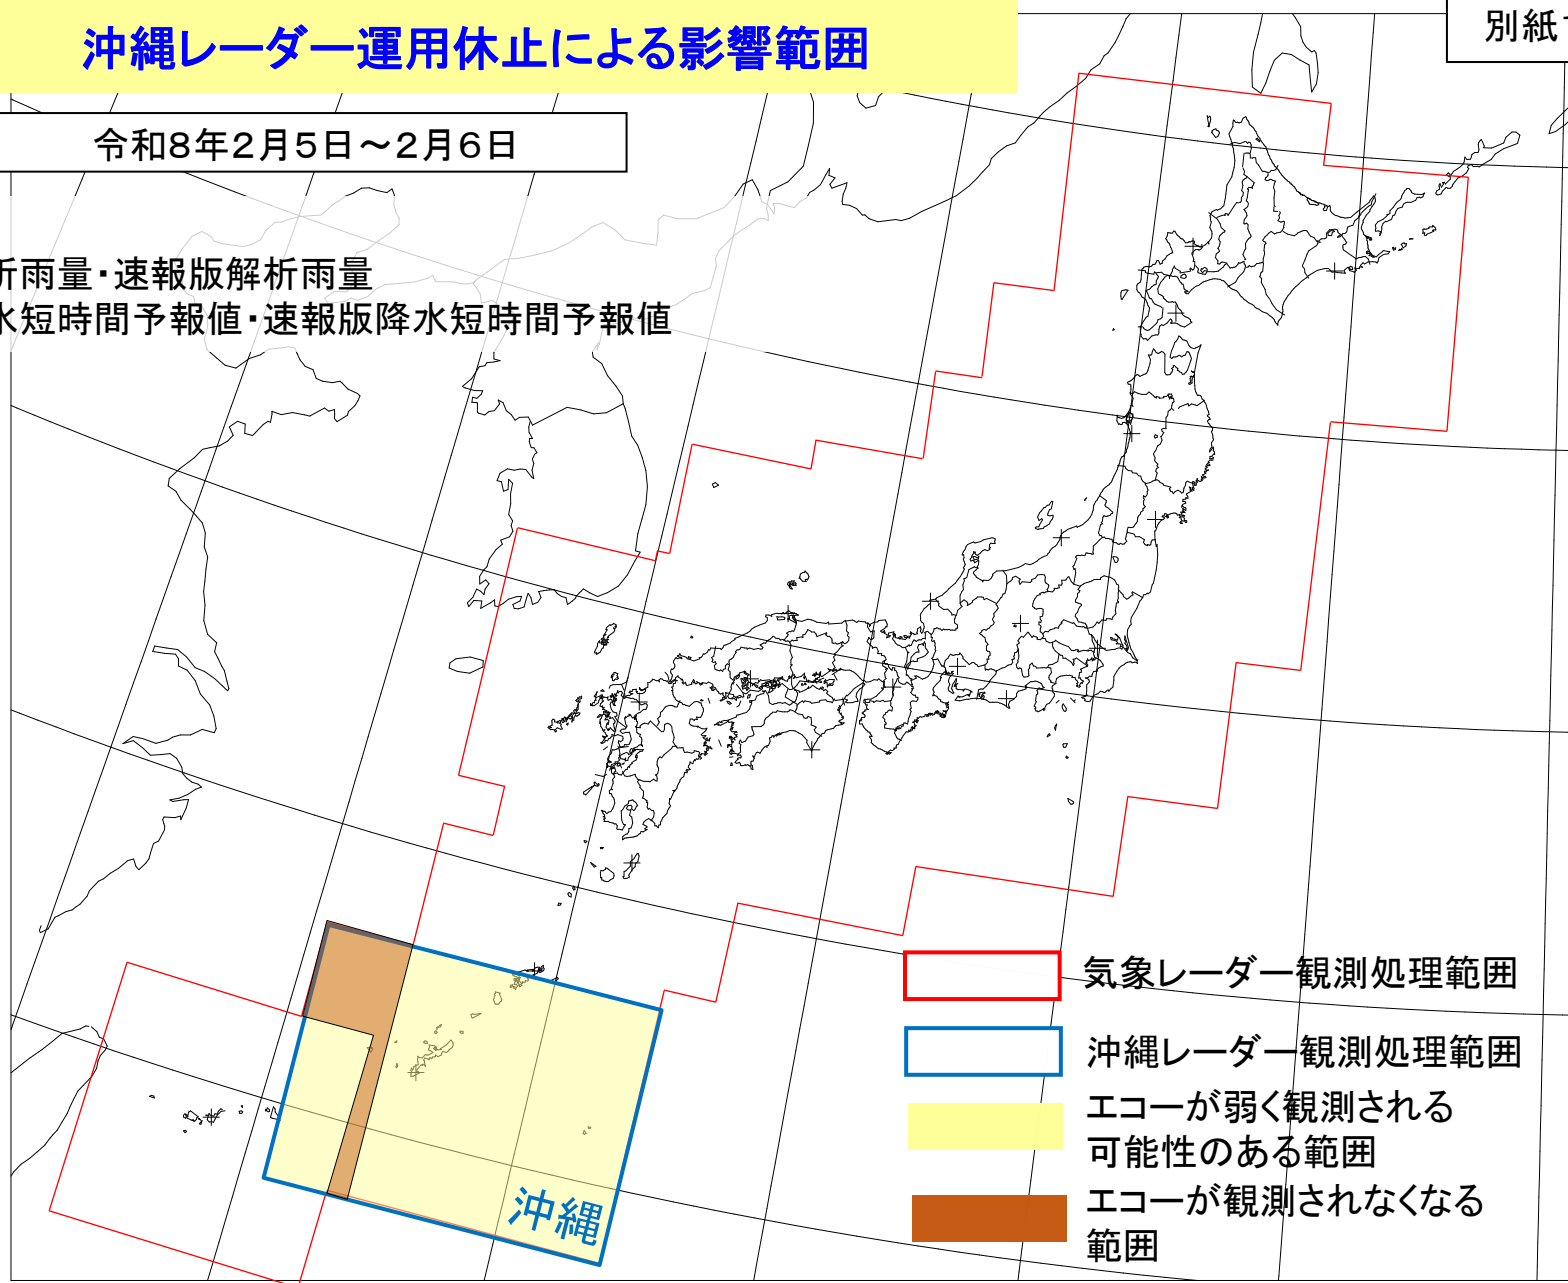 沖縄レーダー運用休止による影響範囲
別紙
令和8年2月5日～2月6日
析雨量・速報版解析雨量
水短時間予報値・速報版降水短時間予報値
気象レーダー観測処理範囲
沖縄レーダー観測処理範囲
エコーが弱く観測される
可能性のある範囲
エコーが観測されなくなる
範囲
沖縄